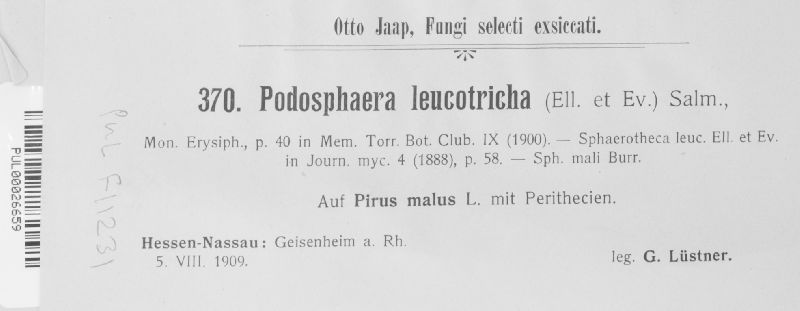 Otto Jaap, Fungi selecti exsiccati.
370. Podosphaera leucotricha (Ell. et Ev.) Salm.,
Mon. Erysiph., p. 40 in Mem. Torr. Bot. Club. IX (1900). — Sphaerotheca leuc. Ell. et Ev.
in Journ. myc. 4 (1888), p. 58. — Sph. mali Burr.
Auf Pirus malus L. mit Perithecien.
Hessen-Nassau: Geisenheim a. Rh.
5. VIII. 1909.
leg. G. Lüstner.
PUL00026659
PUL F11231